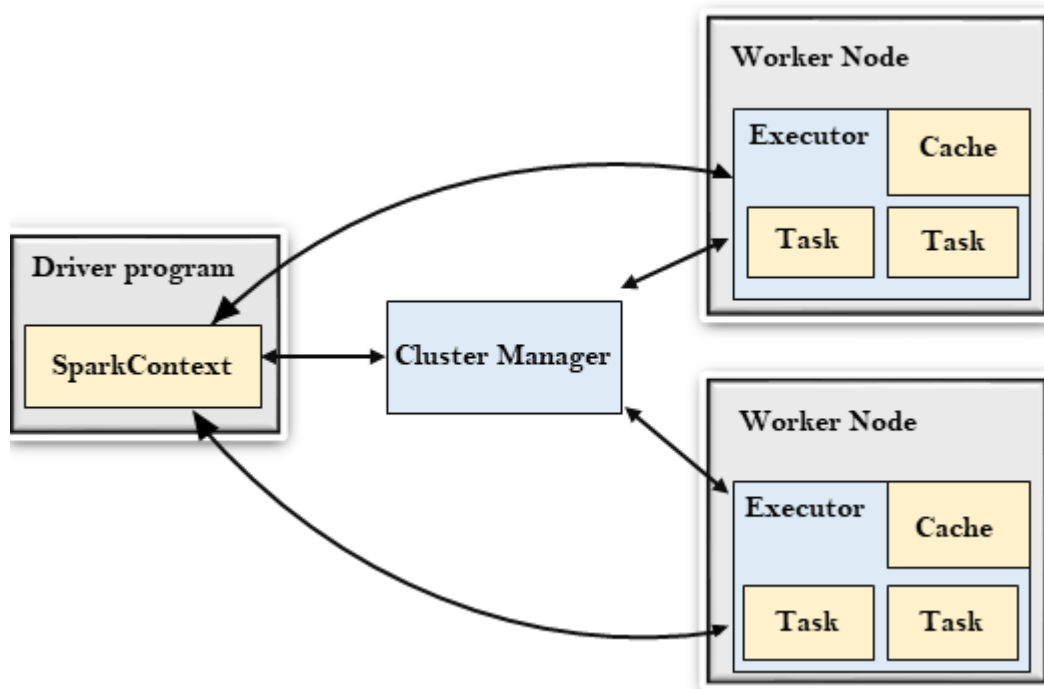 Driver program
SparkContext
Cluster Manager
Worker Node
Executor
Cache
Task
Task
Worker Node
Executor
Cache
Task
Task